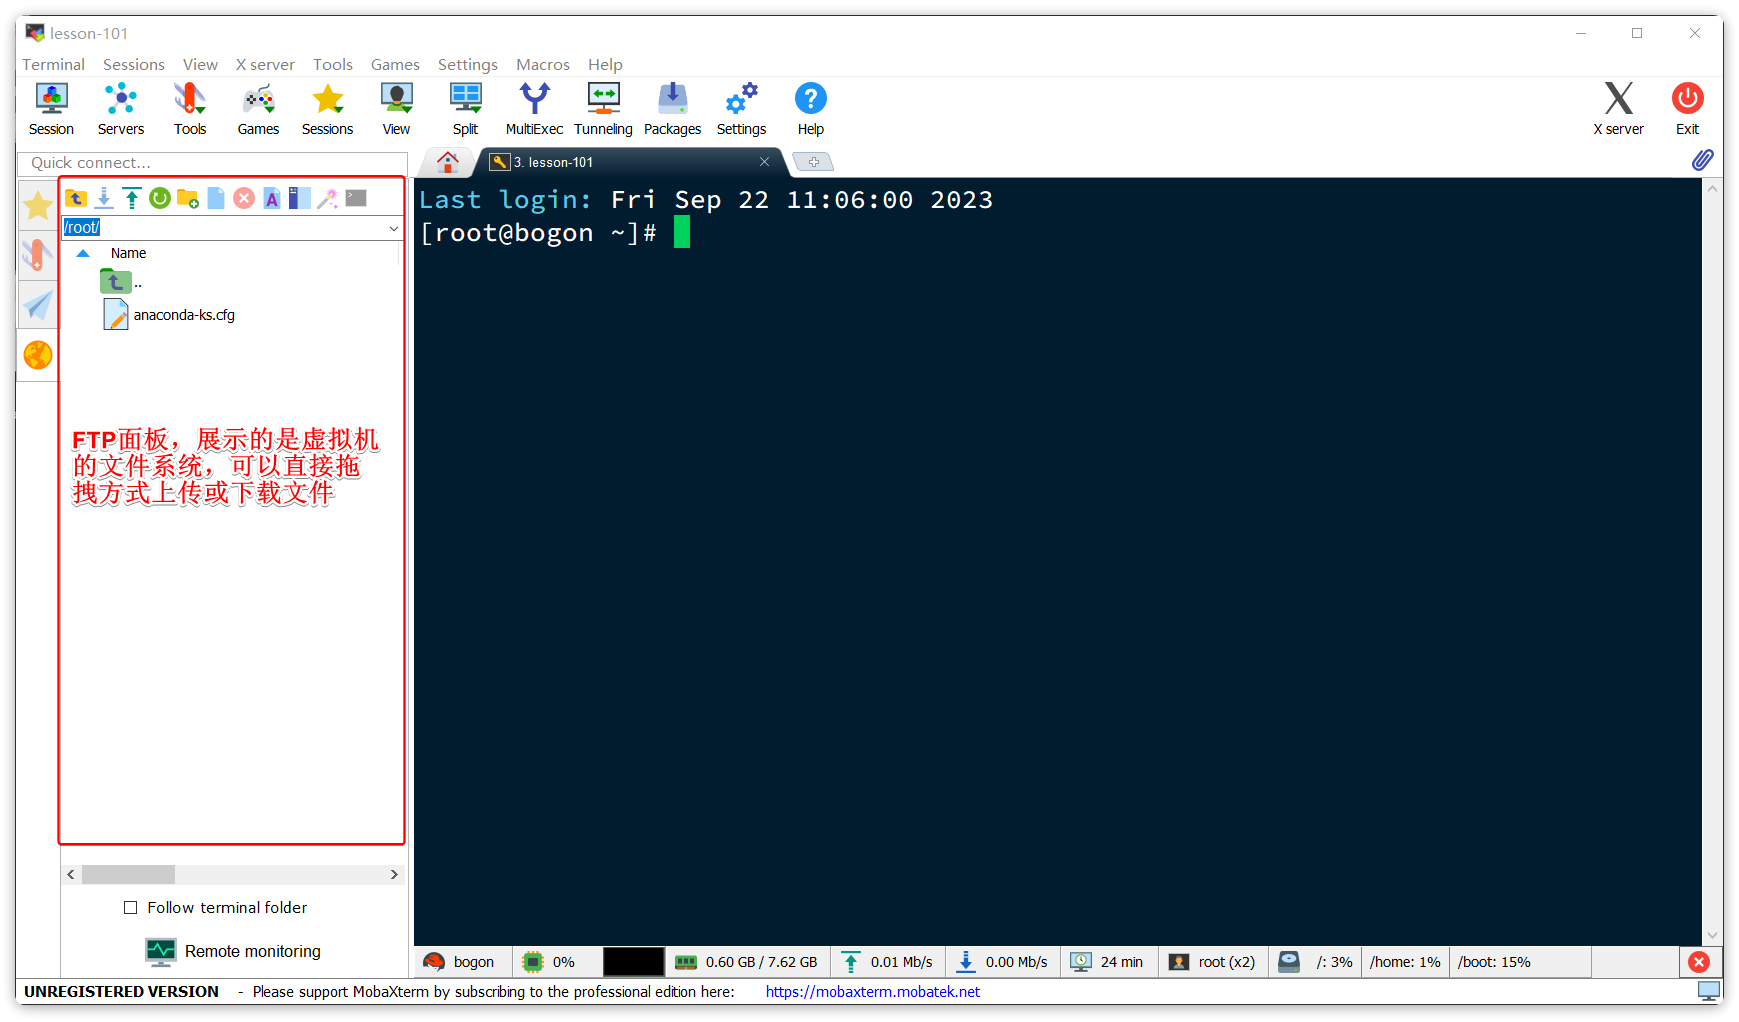 lesson-101
Terminal Sessions View X server Tools Games Settings Macros Help
Session Servers Tools Games Sessions View Split MultiExec Tunneling Packages Settings Help X server Exit
Quick connect...
3. lesson-101
/root/
Name
..
anaconda-ks.cfg
FTP面板，展示的是虚拟机
的文件系统，可以直接拖
拽方式上传或下载文件
Follow terminal folder
Remote monitoring
Last login: Fri Sep 22 11:06:00 2023
[root@bogon ~]#
bogon 0% 0.60 GB / 7.62 GB 0.01 Mb/s 0.00 Mb/s 24 min root (x2) /: 3% /home: 1% /boot: 15%
UNREGISTERED VERSION - Please support MobaXterm by subscribing to the professional edition here: https://mobaxterm.mobatek.net